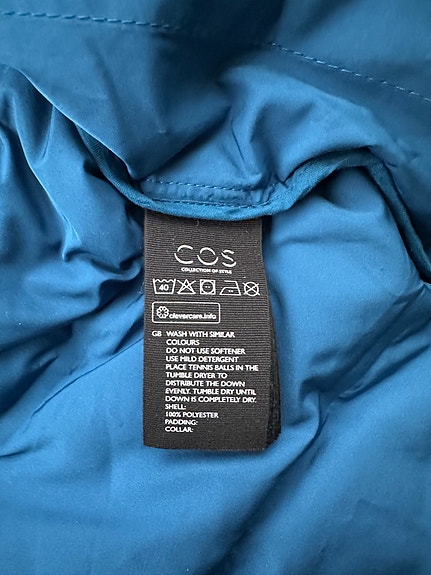 COS
COLLECTION OF STYLE
40
clevercare.info
GB WASH WITH SIMILAR
COLOURS
DO NOT USE SOFTENER
USE MILD DETERGENT
PLACE TENNIS BALLS IN THE
TUMBLE DRYER TO
DISTRIBUTE THE DOWN
EVENLY. TUMBLE DRY UNTIL
DOWN IS COMPLETELY DRY.
SHELL:
100% POLYESTER
PADDING:
COLLAR: